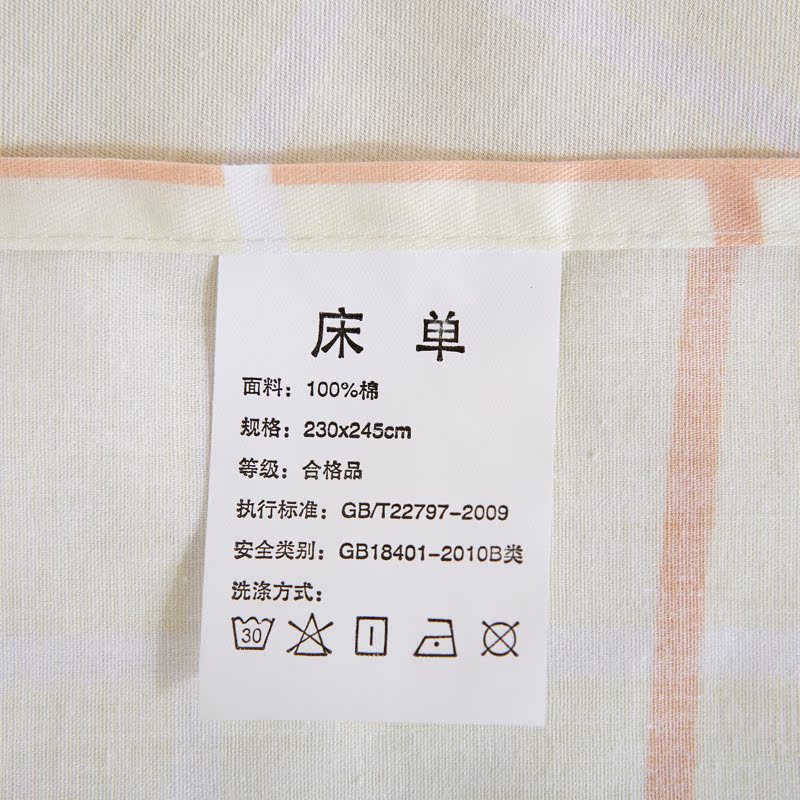 床 单
面料：100%棉
规格：230x245cm
等级：合格品
执行标准：GB/T22797-2009
安全类别：GB18401-2010B类
洗涤方式：
30